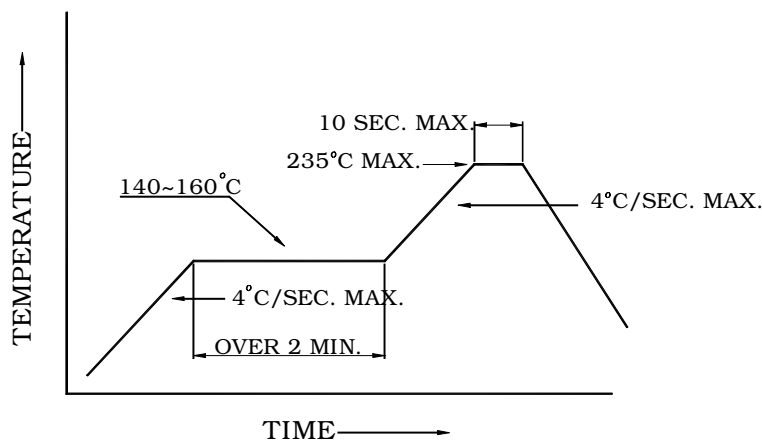 10 SEC. MAX.
235°C MAX.
140~160°C
4°C/SEC. MAX.
4°C/SEC. MAX.
OVER 2 MIN.
TEMPERATURE
TIME